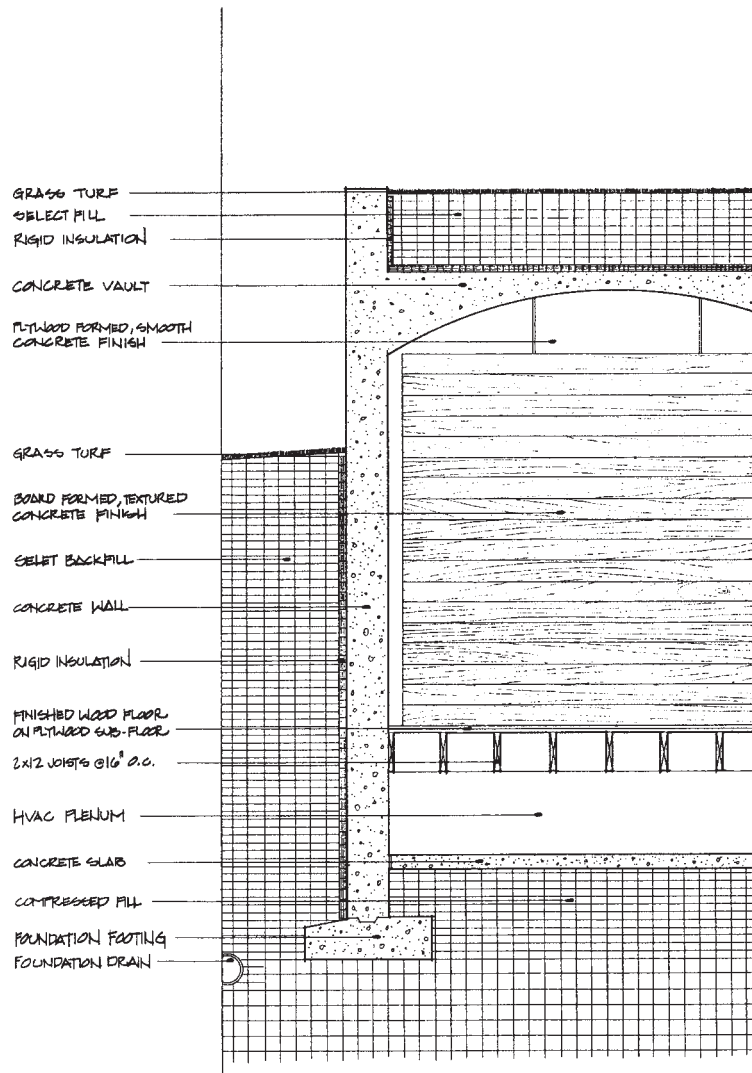 GRASS TURF
SELECT FILL
RIGID INSULATION
CONCRETE VAULT
PLYWOOD FORMED, SMOOTH
CONCRETE FINISH
GRASS TURF
BOARD FORMED, TEXTURED
CONCRETE FINISH
SELET BACKFILL
CONCRETE WALL
RIGID INSULATION
FINISHED WOOD FLOOR
ON PLYWOOD SUB-FLOOR
2x12 JOISTS @16" O.C.
HVAC PLENUM
CONCRETE SLAB
COMPRESSED FILL
FOUNDATION FOOTING
FOUNDATION DRAIN